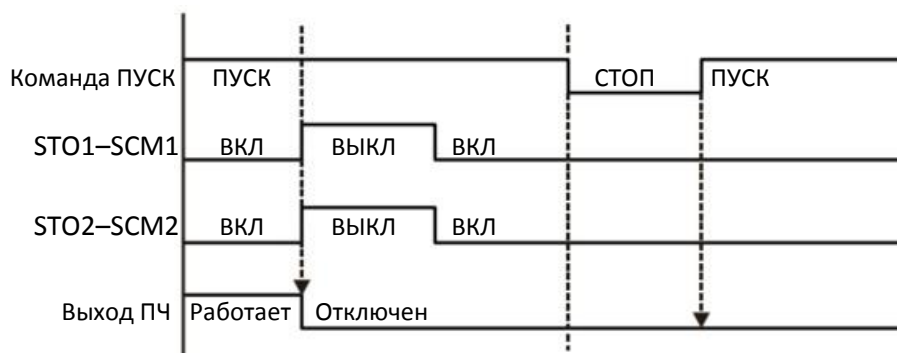 Команда ПУСК ПУСК СТОП ПУСК
STO1–SCM1 ВКЛ ВЫКЛ ВКЛ
STO2–SCM2 ВКЛ ВЫКЛ ВКЛ
Выход ПЧ Работает Отключен